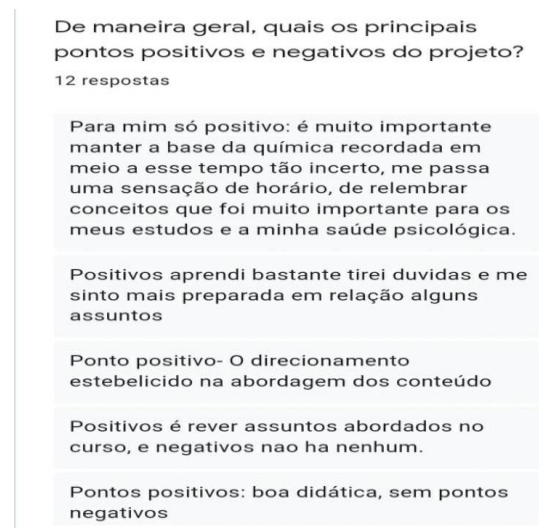 De maneira geral, quais os principais
pontos positivos e negativos do projeto?
12 respostas
Para mim só positivo: é muito importante
manter a base da química recordada em
meio a esse tempo tão incerto, me passa
uma sensação de horário, de relembrar
conceitos que foi muito importante para os
meus estudos e a minha saúde psicológica.
Positivos aprendi bastante tirei duvidas e me
sinto mais preparada em relação alguns
assuntos
Ponto positivo- O direcionamento
estebelicido na abordagem dos conteúdo
Positivos é rever assuntos abordados no
curso, e negativos nao ha nenhum.
Pontos positivos: boa didática, sem pontos
negativos